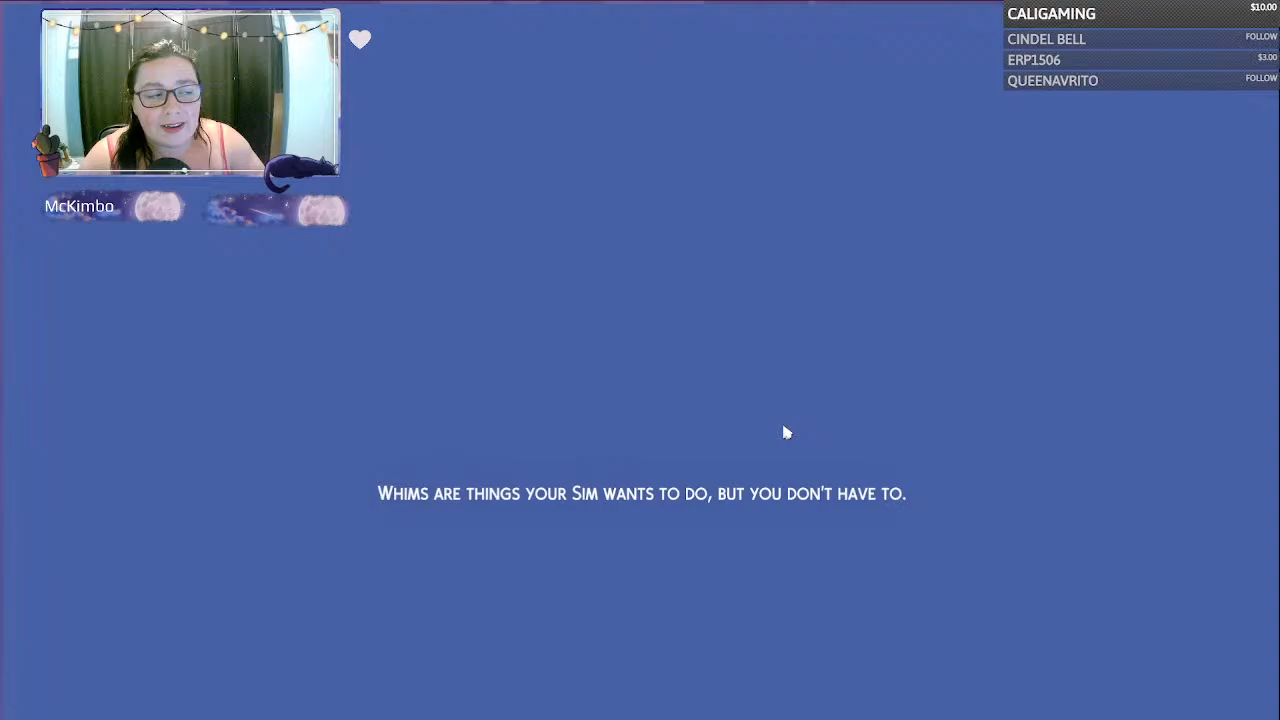 CALIGAMING $10.00
CINDEL BELL FOLLOW
ERP1506 $3.00
QUEENAVRITO FOLLOW
McKimbo
WHIMS ARE THINGS YOUR SIM WANTS TO DO, BUT YOU DON'T HAVE TO.